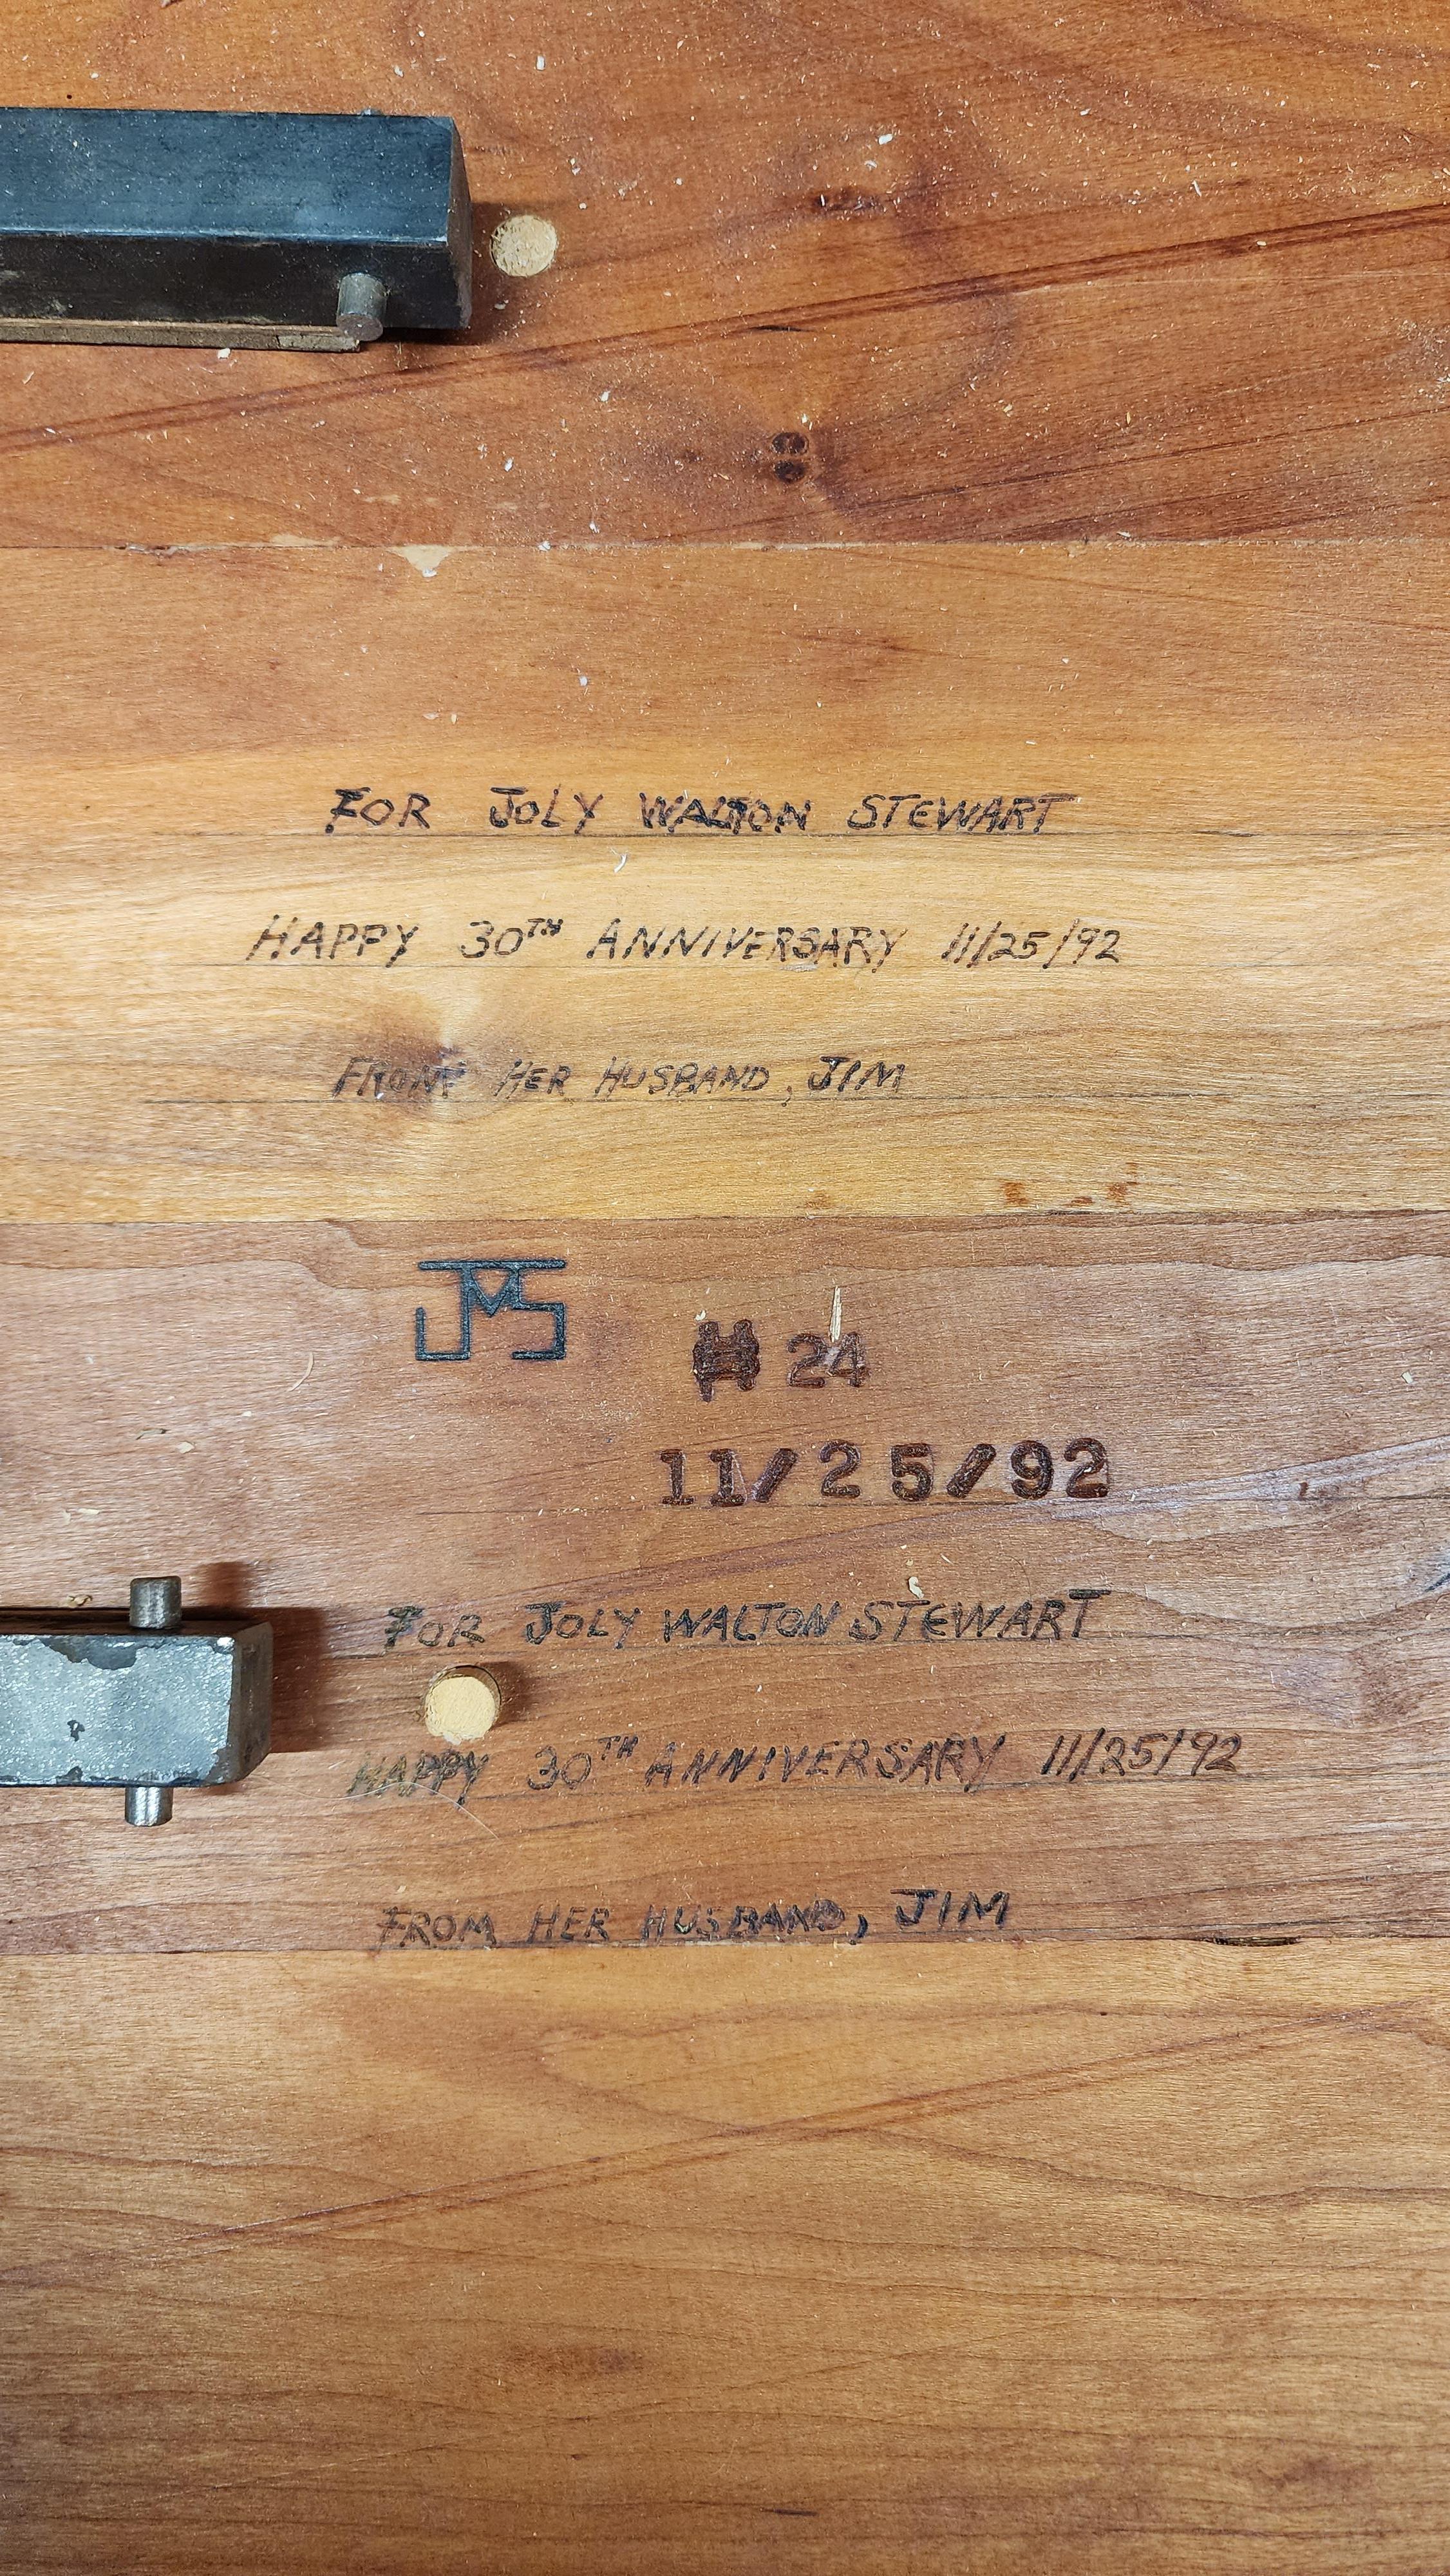 FOR JOLY WALTON STEWART
HAPPY 30TH ANNIVERSARY 11/25/92
FROM HER HUSBAND, JIM
JMS
# 24
11/25/92
FOR JOLY WALTON STEWART
HAPPY 30TH ANNIVERSARY 11/25/92
FROM HER HUSBAND, JIM